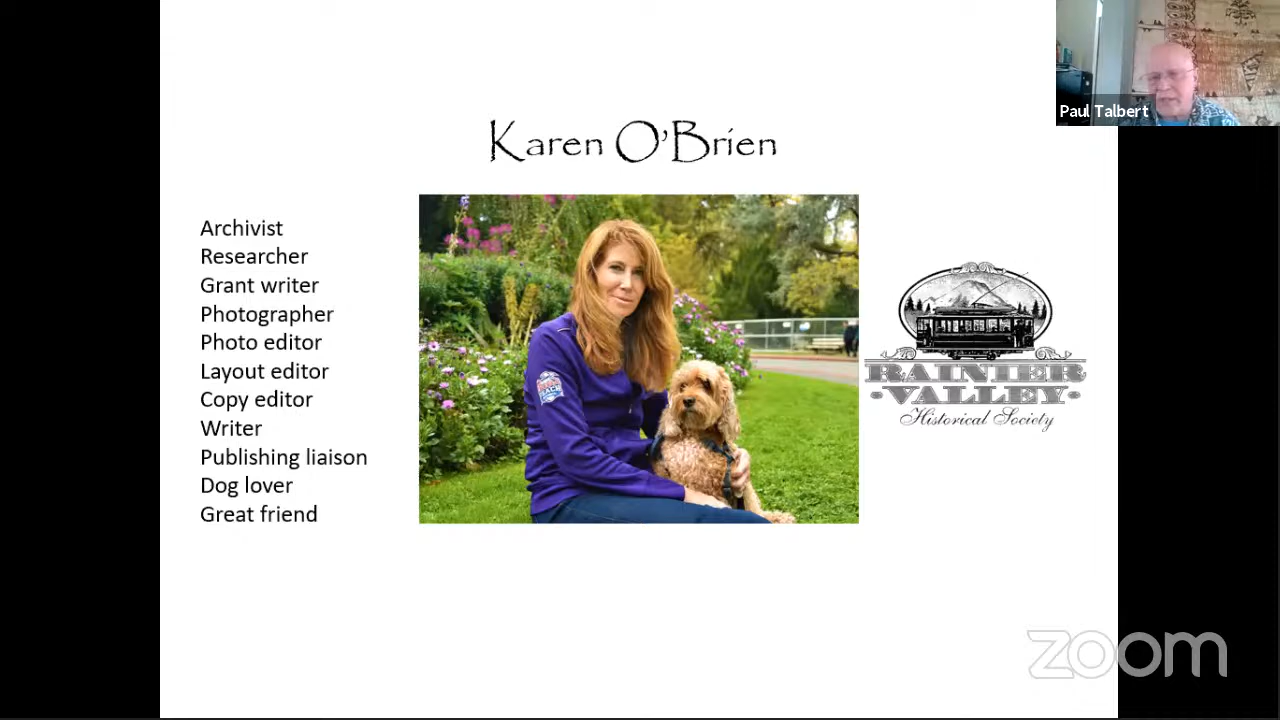 Paul Talbert
Karen O'Brien
Archivist
Researcher
Grant writer
Photographer
Photo editor
Layout editor
Copy editor
Writer
Publishing liaison
Dog lover
Great friend
RAINIER
·VALLEY·
Historical Society
zoom